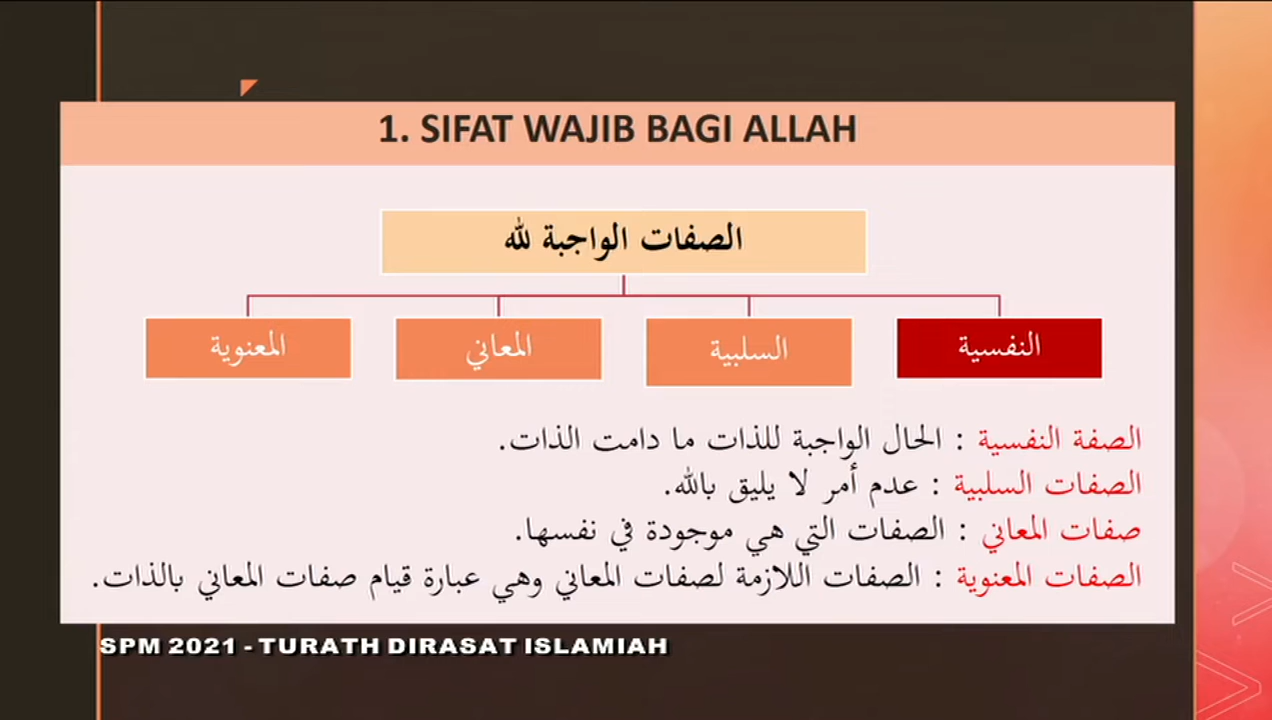 1. SIFAT WAJIB BAGI ALLAH
الصفات الواجبة لله
النفسية
السلبية
المعاني
المعنوية
الصفة النفسية : الحال الواجبة للذات ما دامت الذات.
الصفات السلبية : عدم أمر لا يليق بالله.
صفات المعاني : الصفات التي هي موجودة في نفسها.
الصفات المعنوية : الصفات اللازمة لصفات المعاني وهي عبارة قيام صفات المعاني بالذات.
SPM 2021 - TURATH DIRASAT ISLAMIAH